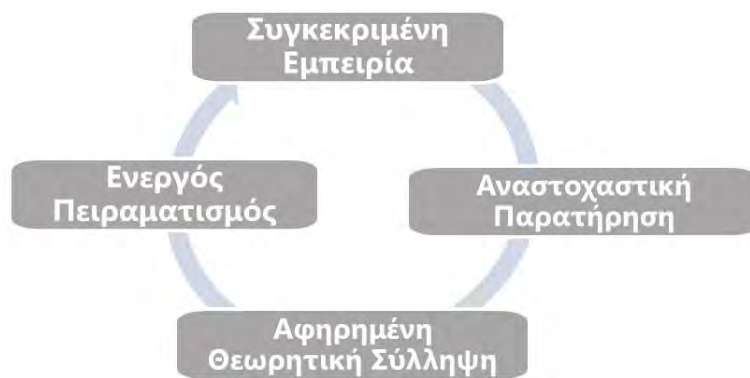 Συγκεκριμένη
Εμπειρία
Ενεργός
Πειραματισμός
Αναστοχαστική
Παρατήρηση
Αφηρημένη
Θεωρητική Σύλληψη